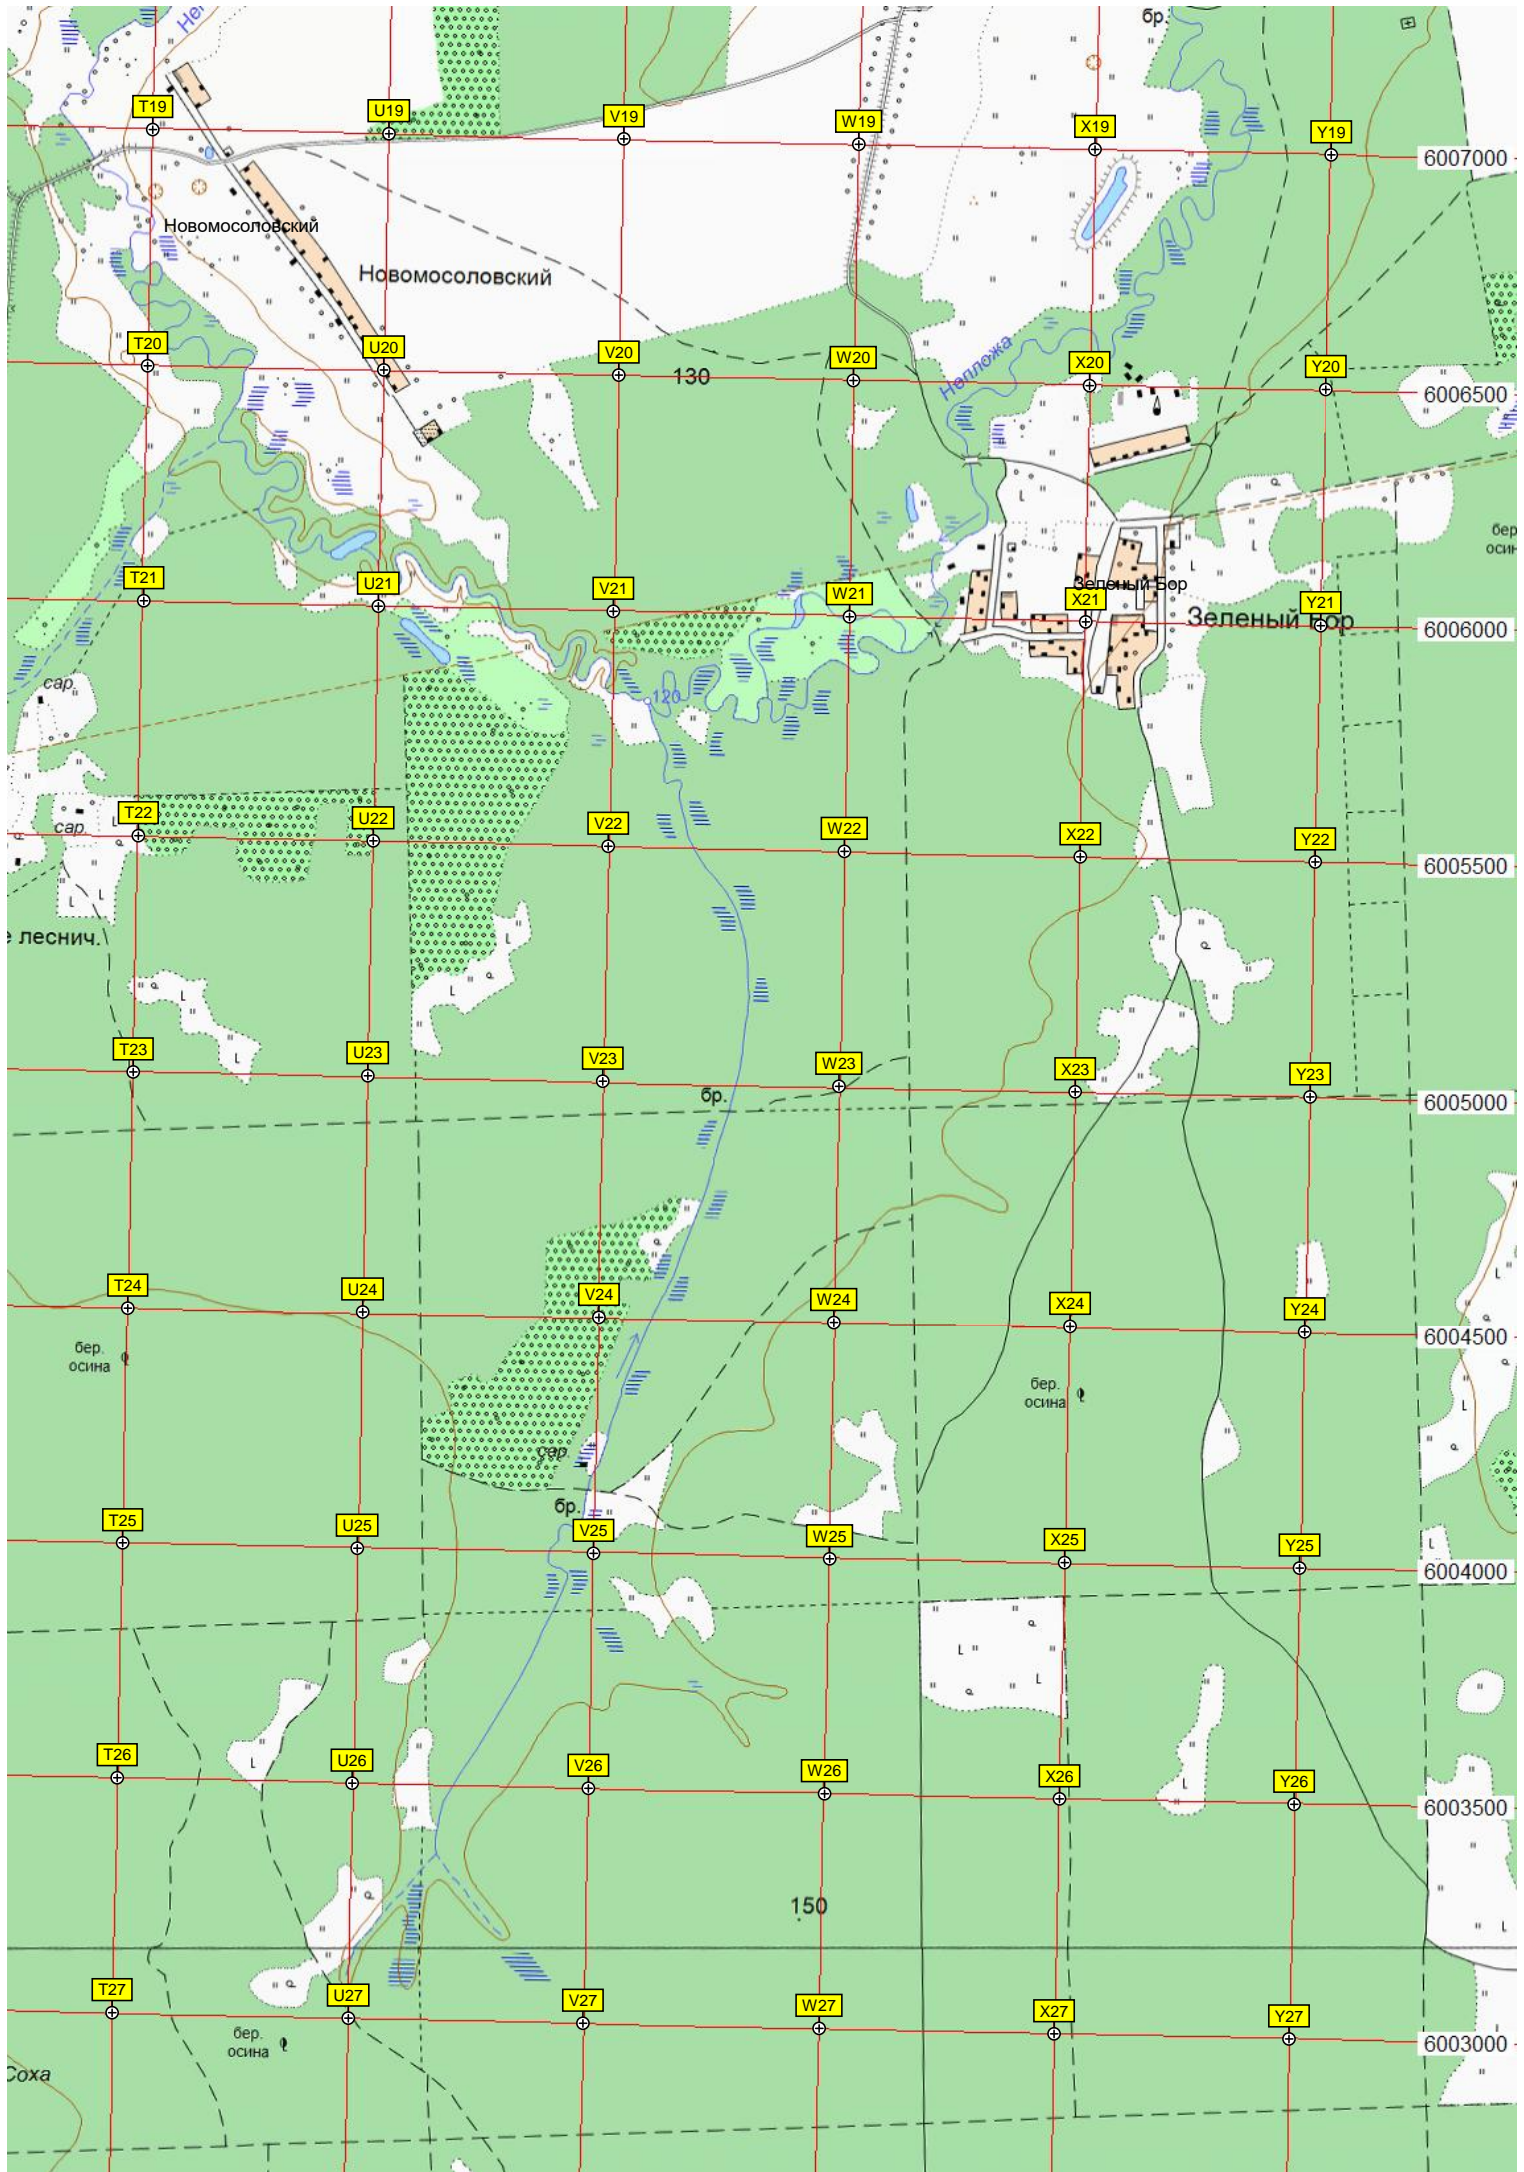 бр.
Не
T19
U19
V19
W19
X19
Y19
6007000
Новомосоловский
Новомосоловский
T20
U20
V20
W20
X20
Y20
130
Непложа
6006500
бер.
осин
T21
U21
V21
W21
X21
Y21
Зеленый Бор
Зеленый Бор
6006000
сар.
120
T22
U22
V22
W22
X22
Y22
сар.
6005500
е леснич.
T23
U23
V23
W23
X23
Y23
бр.
6005000
T24
U24
V24
W24
X24
Y24
6004500
бер.
осина
бер.
осина
сар.
бр.
T25
U25
V25
W25
X25
Y25
6004000
T26
U26
V26
W26
X26
Y26
6003500
150
T27
U27
V27
W27
X27
Y27
6003000
бер.
осина
Соха